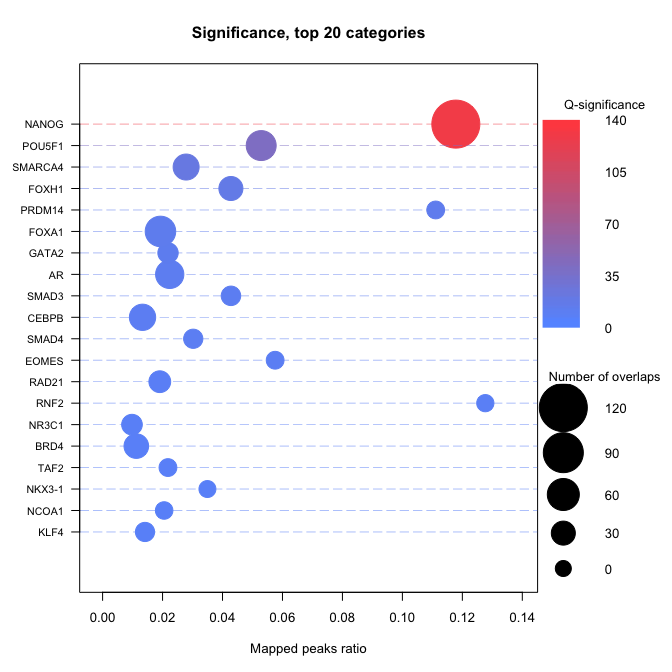 Significance, top 20 categories
NANOG
POU5F1
SMARCA4
FOXH1
PRDM14
FOXA1
GATA2
AR
SMAD3
CEBPB
SMAD4
EOMES
RAD21
RNF2
NR3C1
BRD4
TAF2
NKX3-1
NCOA1
KLF4
0.00 0.02 0.04 0.06 0.08 0.10 0.12 0.14
Mapped peaks ratio
Q-significance
140
105
70
35
0
Number of overlaps
120
90
60
30
0